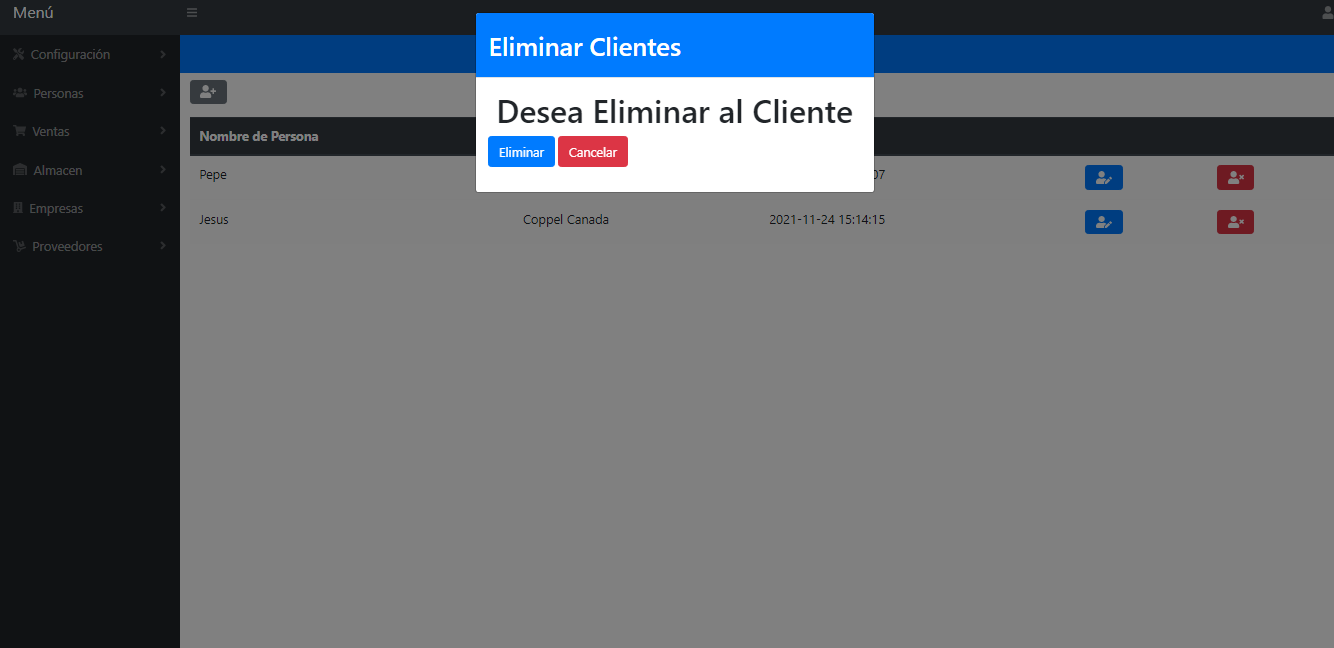 Menú
Eliminar Clientes
Configuración
Personas
Ventas
Almacen
Empresas
Proveedores
Desea Eliminar al Cliente
Eliminar Cancelar
Nombre de Persona
Pepe 07
Jesus Coppel Canada 2021-11-24 15:14:15